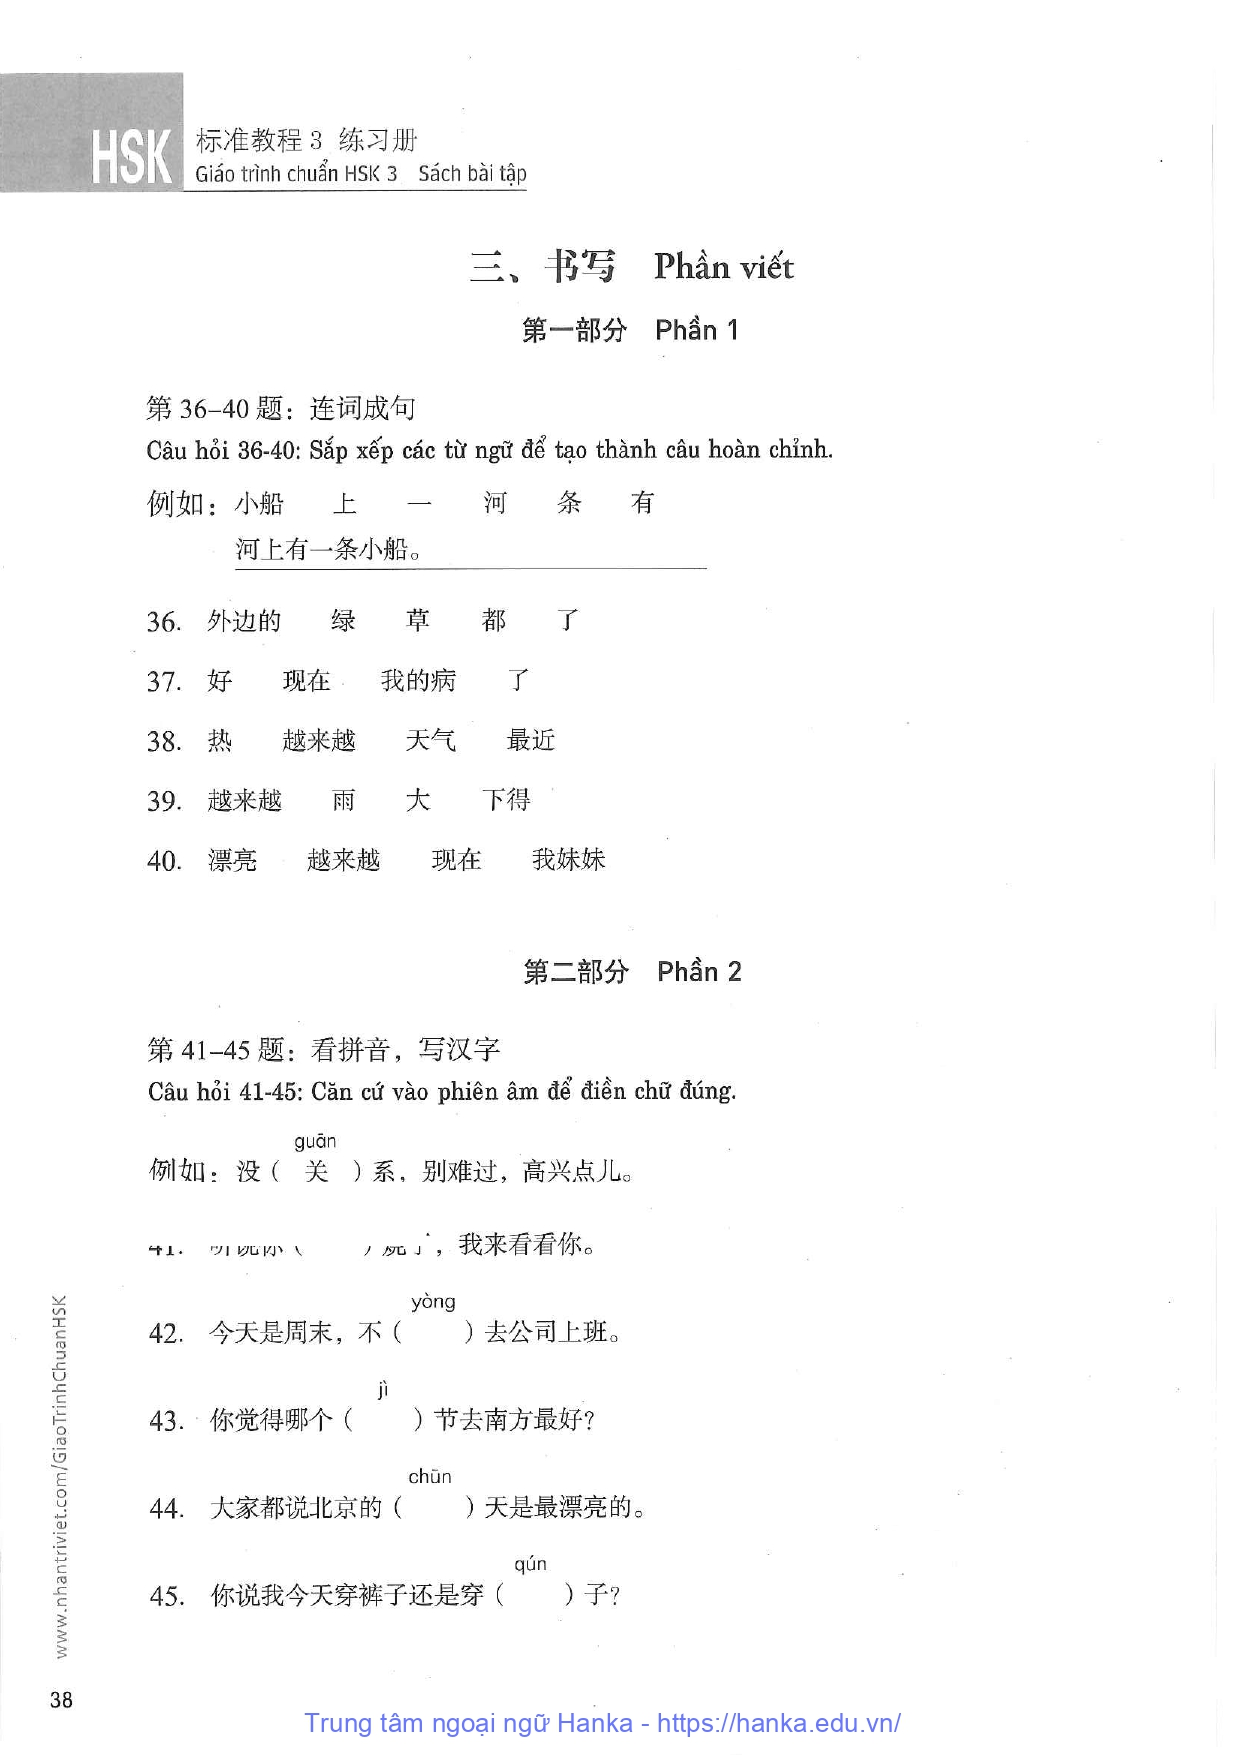 HSK 标准教程 3 练习册
Giáo trình chuẩn HSK 3 Sách bài tập
三、书写 Phần viết
第一部分 Phần 1
第 36–40 题：连词成句
Câu hỏi 36-40: Sắp xếp các từ ngữ để tạo thành câu hoàn chỉnh.
例如：小船 上 一 河 条 有
河上有一条小船。
36. 外边的 绿 草 都 了
37. 好 现在 我的病 了
38. 热 越来越 天气 最近
39. 越来越 雨 大 下得
40. 漂亮 越来越 现在 我妹妹
第二部分 Phần 2
第 41–45 题：看拼音，写汉字
Câu hỏi 41-45: Căn cứ vào phiên âm để điền chữ đúng.
guān
例如：没（ 关 ）系，别难过，高兴点儿。
，我来看看你。
yòng
42. 今天是周末，不（ ）去公司上班。
jì
43. 你觉得哪个（ ）节去南方最好？
chūn
44. 大家都说北京的（ ）天是最漂亮的。
qún
45. 你说我今天穿裤子还是穿（ ）子？
www.nhantriviet.com/GiaoTrinhChuanHSK
38
Trung tâm ngoại ngữ Hanka - https://hanka.edu.vn/